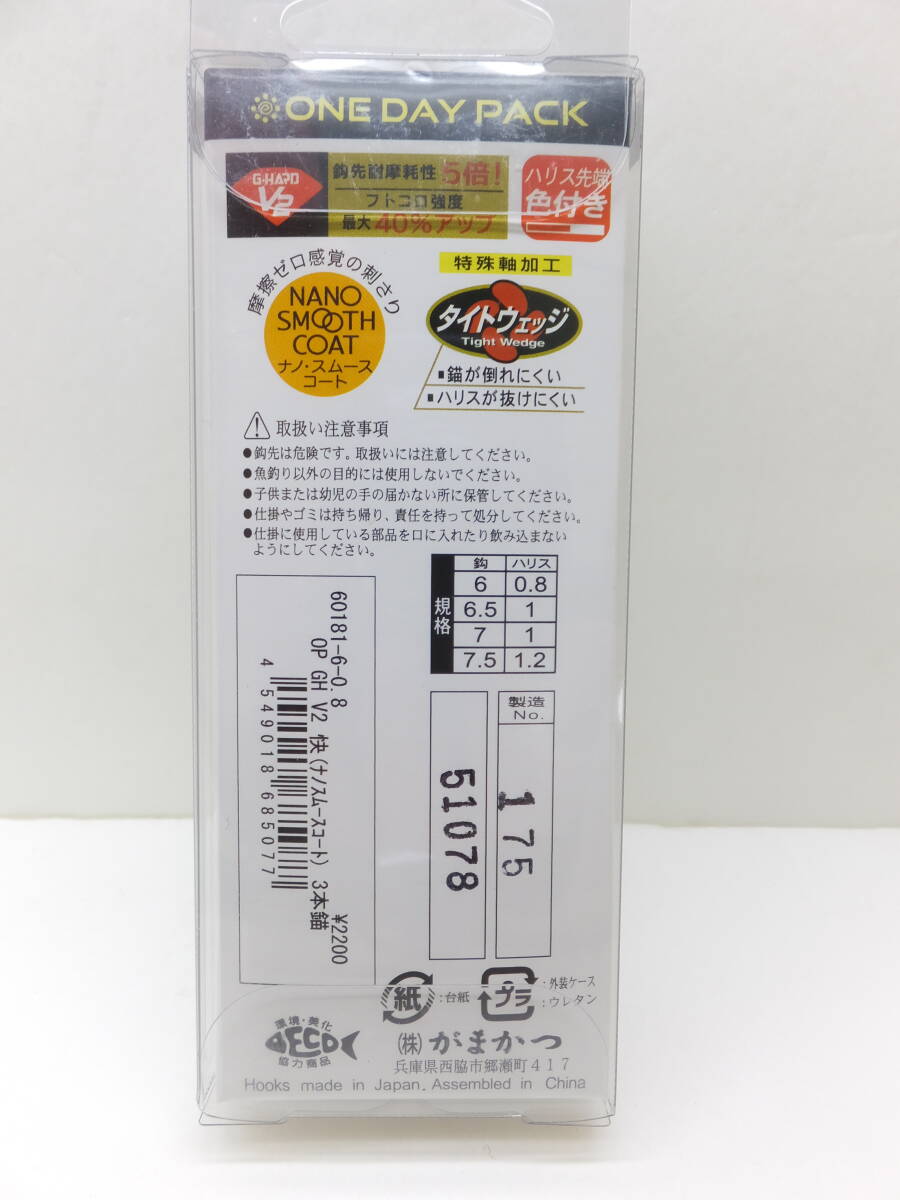 ONE DAY PACK
G-HARD
V2
鈎先耐摩耗性 5倍!
フトコロ強度
最大40%アップ
ハリス先端
色付き
摩擦ゼロ感覚の刺さり
NANO
SMOOTH
COAT
ナノ・スムース
コート
特殊軸加工
タイトウェッジ
Tight Wedge
▪錨が倒れにくい
▪ハリスが抜けにくい
取扱い注意事項
●鈎先は危険です。取扱いには注意してください。
●魚釣り以外の目的には使用しないでください。
●子供または幼児の手の届かない所に保管してください。
●仕掛やゴミは持ち帰り、責任を持って処分してください。
●仕掛に使用している部品を口に入れたり飲み込まない
ようにしてください。
規格
鈎 ハリス
6 0.8
6.5 1
7 1
7.5 1.2
60181-6-0.8
OP GH V2 快(ナノスムースコート) 3本錨
4 549018 685077
¥2200
製造
No.
175
51078
紙 :台紙
プラ :外装ケース
:ウレタン
環境・美化
ECO
協力商品
(株)がまかつ
兵庫県西脇市郷瀬町417
Hooks made in Japan. Assembled in China